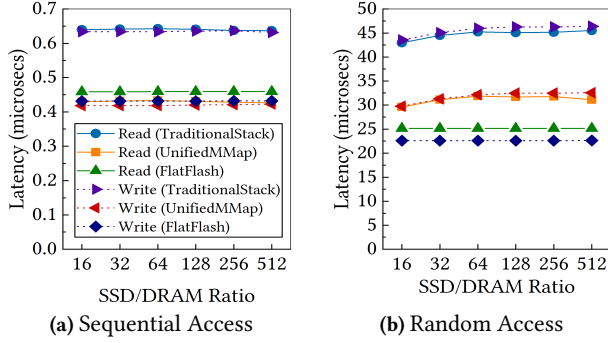 Latency (microsecs)
0.7
0.6
0.5
0.4
0.3
0.2
0.1
0.0
Read (TraditionalStack)
Read (UnifiedMMap)
Read (FlatFlash)
Write (TraditionalStack)
Write (UnifiedMMap)
Write (FlatFlash)
16 32 64 128 256 512
SSD/DRAM Ratio
(a) Sequential Access
Latency (microsecs)
50
45
40
35
30
25
20
15
10
5
0
16 32 64 128 256 512
SSD/DRAM Ratio
(b) Random Access